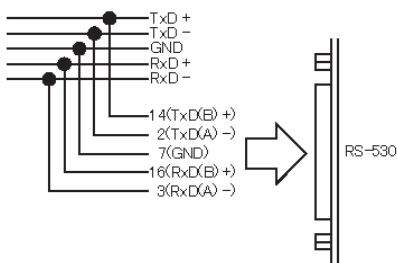 TxD +
TxD −
GND
RxD +
RxD −
14(TxD(B) +)
2(TxD(A) −)
7(GND)
16(RxD(B) +)
3(RxD(A) −)
RS-530